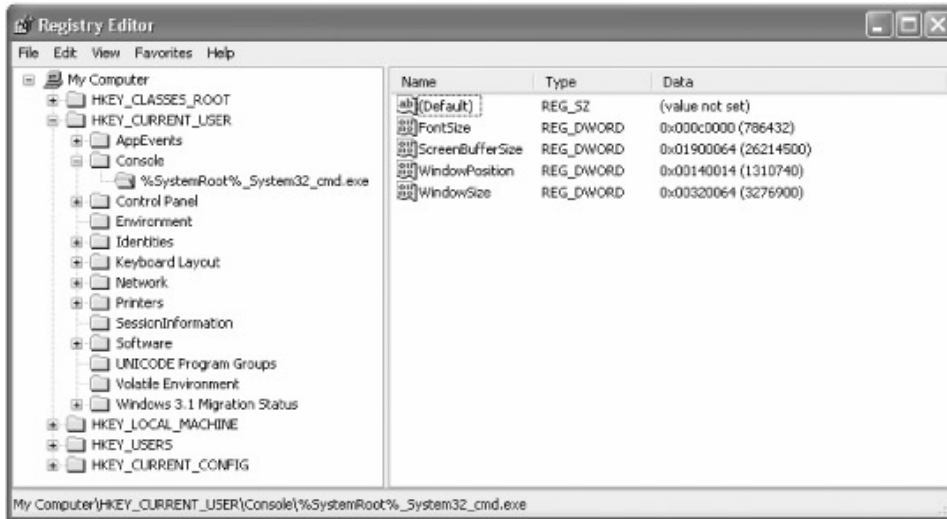 Registry Editor
File Edit View Favorites Help
My Computer
HKEY_CLASSES_ROOT
HKEY_CURRENT_USER
AppEvents
Console
%SystemRoot%_System32_cmd.exe
Control Panel
Environment
Identities
Keyboard Layout
Network
Printers
SessionInformation
Software
UNICODE Program Groups
Volatile Environment
Windows 3.1 Migration Status
HKEY_LOCAL_MACHINE
HKEY_USERS
HKEY_CURRENT_CONFIG
Name Type Data
(Default) REG_SZ (value not set)
FontSize REG_DWORD 0x000c0000 (786432)
ScreenBufferSize REG_DWORD 0x01900064 (26214500)
WindowPosition REG_DWORD 0x00140014 (1310740)
WindowSize REG_DWORD 0x00320064 (3276900)
My Computer\HKEY_CURRENT_USER\Console\%SystemRoot%_System32_cmd.exe